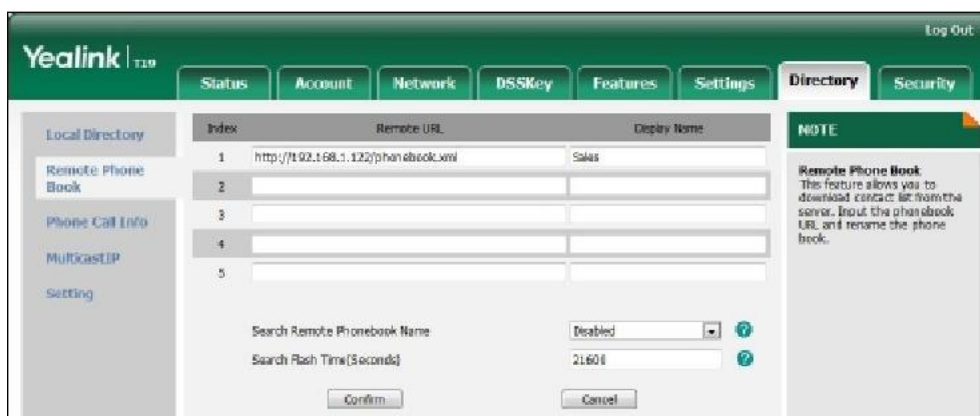 Log Out
Yealink T19
Status Account Network DSSKey Features Settings Directory Security
Local Directory
Remote Phone
Book
Phone Call Info
MulticastIP
Setting
Index Remote URL Display Name
1 http://192.168.1.122/phonebook.xml Sales
2
3
4
5
Search Remote Phonebook Name Disabled
Search Flash Time(Seconds) 21600
Confirm Cancel
NOTE
Remote Phone Book
This feature allows you to
download contact list from the
server. Input the phonebook
URL and rename the phone
book.